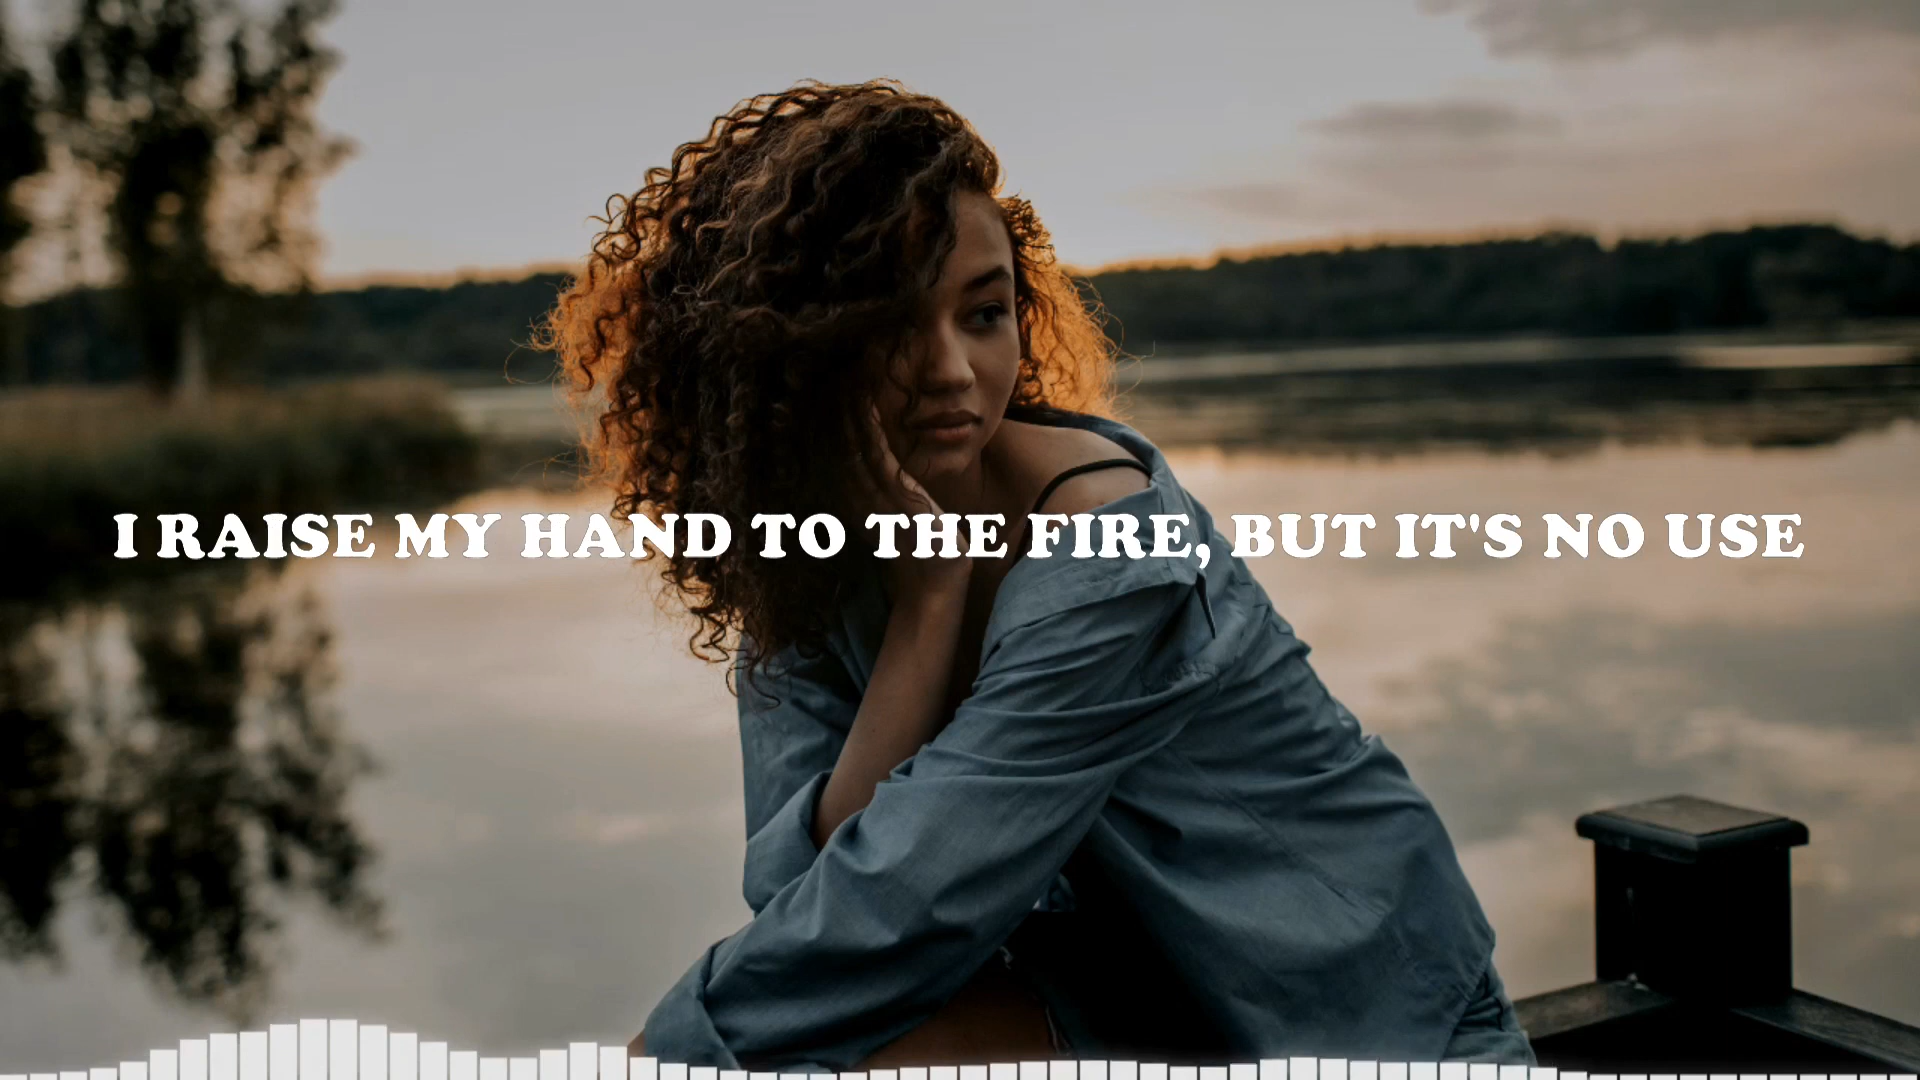 I RAISE MY HAND TO THE FIRE, BUT IT'S NO USE